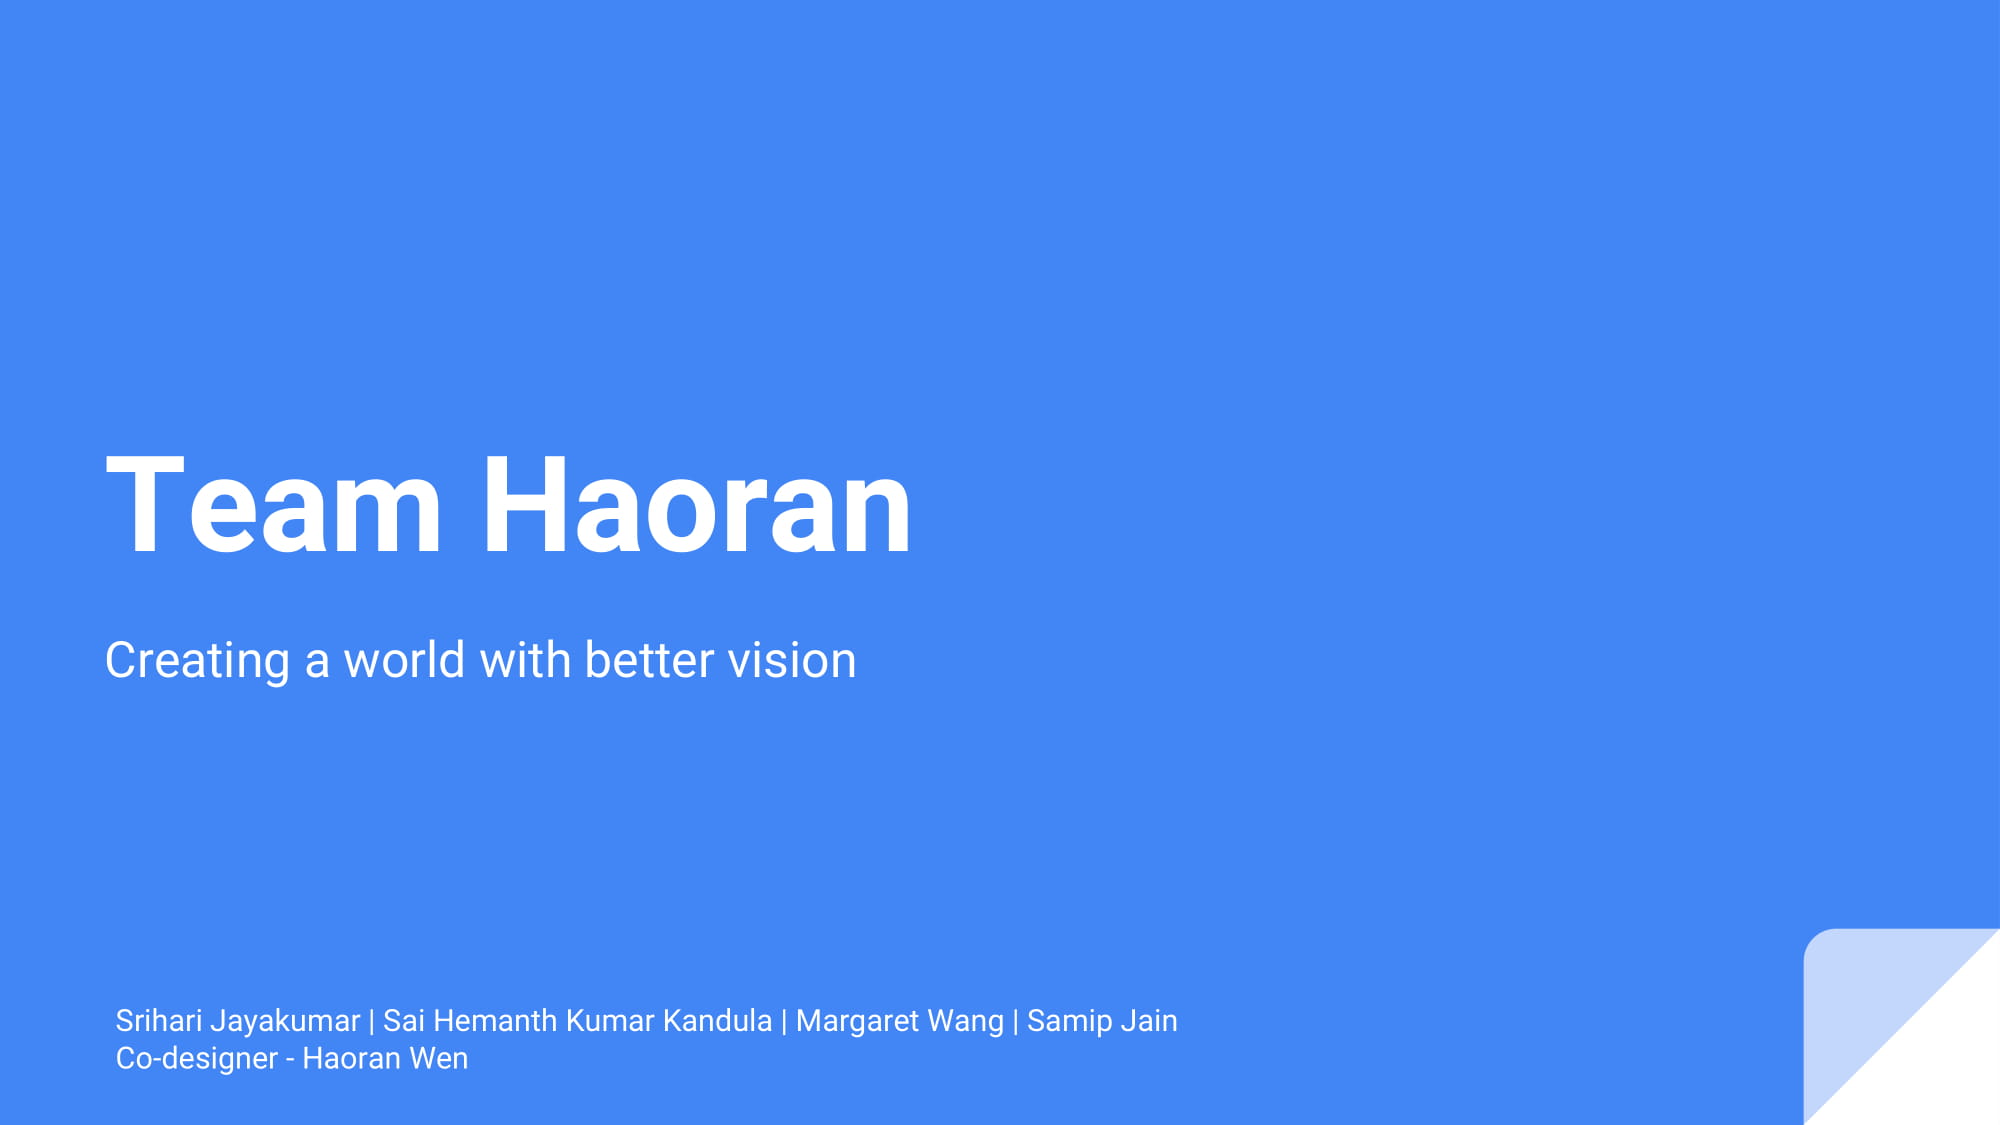 Team Haoran
Creating a world with better vision
Srihari Jayakumar | Sai Hemanth Kumar Kandula | Margaret Wang | Samip Jain
Co-designer - Haoran Wen